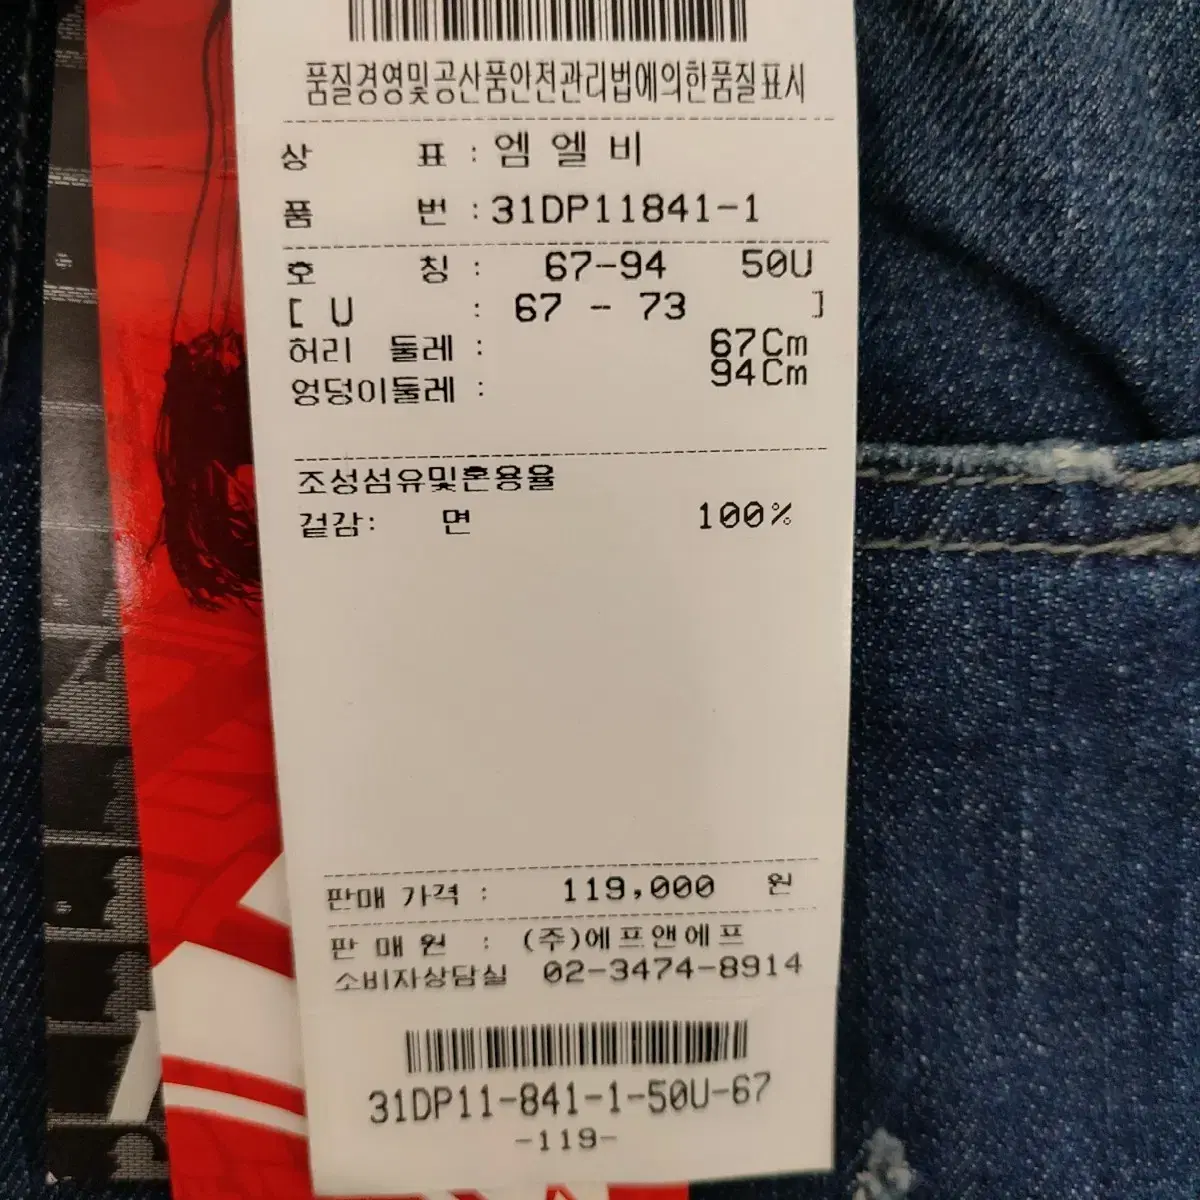 품질경영및공산품안전관리법에의한품질표시
상 표 : 엠 엘 비
품 번 : 31DP11841-1
호 칭 : 67-94 50U
[ U : 67 - 73 ]
허리 둘레 : 67Cm
엉덩이둘레 : 94Cm
조성섬유및혼용율
겉감: 면 100%
판매 가격 : 119,000 원
판 매 원 : (주)에프앤에프
소비자상담실 02-3474-8914
31DP11-841-1-50U-67
-119-